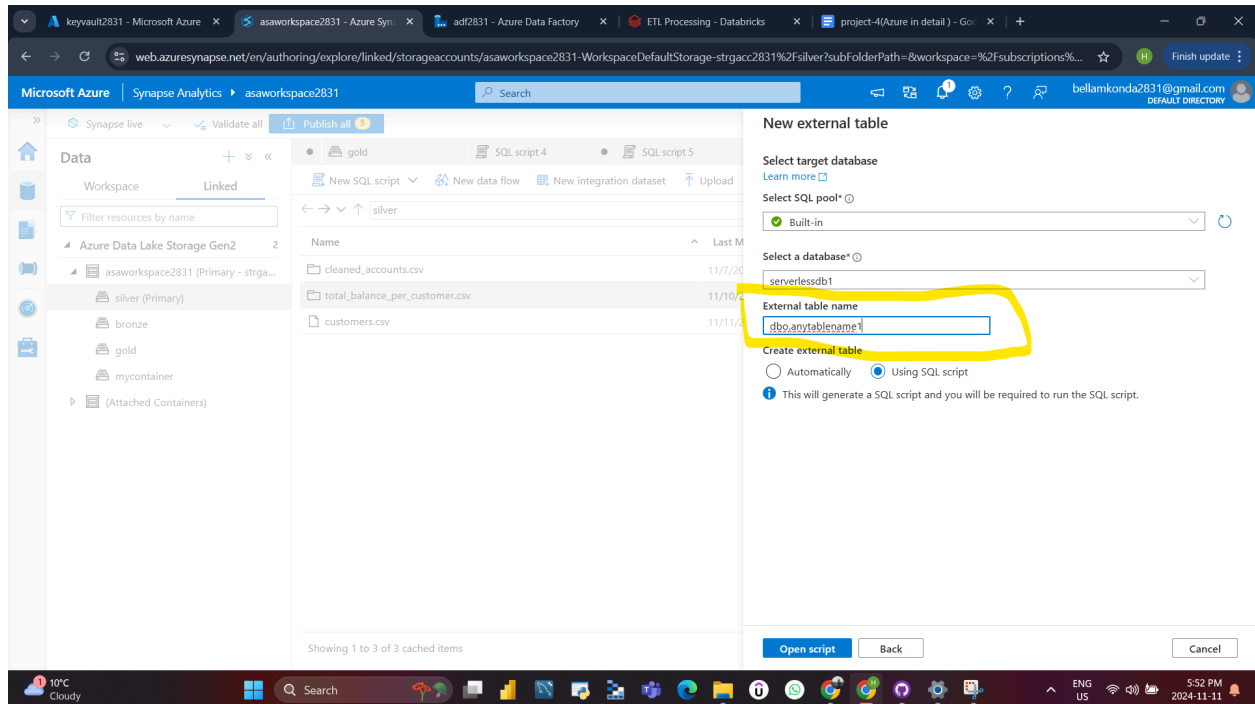 keyvault2831 - Microsoft Azure
asaworkspace2831 - Azure Syn
adf2831 - Azure Data Factory
ETL Processing - Databricks
project-4(Azure in detail ) - Goo
web.azuresynapse.net/en/authoring/explore/linked/storageaccounts/asaworkspace2831-WorkspaceDefaultStorage-strgacc2831%2Fsilver?subFolderPath=&workspace=%2Fsubscriptions%...
H
Finish update
Microsoft Azure
Synapse Analytics
asaworkspace2831
Search
1
bellamkonda2831@gmail.com
DEFAULT DIRECTORY
Synapse live
Validate all
Publish all 5
Data
Workspace
Linked
Filter resources by name
Azure Data Lake Storage Gen2 2
asaworkspace2831 (Primary - strga...
silver (Primary)
bronze
gold
mycontainer
(Attached Containers)
gold
SQL script 4
SQL script 5
New SQL script
New data flow
New integration dataset
Upload
silver
Name
Last M
cleaned_accounts.csv 11/7/20
total_balance_per_customer.csv 11/10/2
customers.csv 11/11/2
Showing 1 to 3 of 3 cached items
New external table
Select target database
Learn more
Select SQL pool*
Built-in
Select a database*
serverlessdb1
External table name
dbo.anytablename1
Create external table
Automatically
Using SQL script
This will generate a SQL script and you will be required to run the SQL script.
Open script
Back
Cancel
1
10°C
Cloudy
Search
ENG
US
5:52 PM
2024-11-11